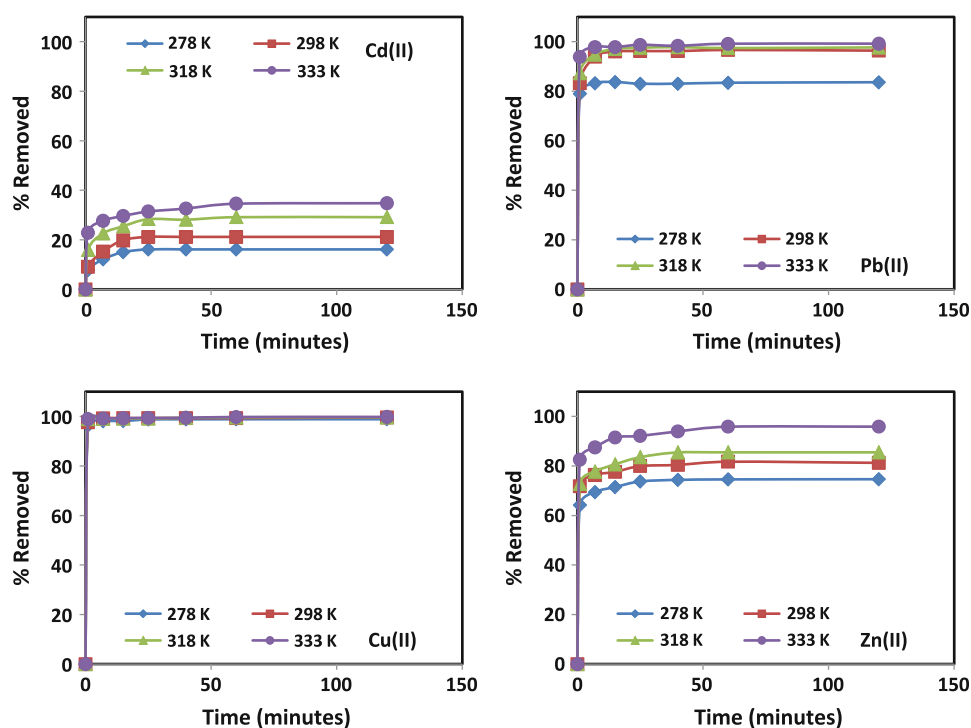 278 K 298 K
318 K 333 K
Cd(II)
% Removed
100
80
60
40
20
0
0 50 100 150
Time (minutes)
278 K 298 K
318 K 333 K
Pb(II)
% Removed
100
80
60
40
20
0
0 50 100 150
Time (minutes)
278 K 298 K
318 K 333 K
Cu(II)
% Removed
100
80
60
40
20
0
0 50 100 150
Time (minutes)
278 K 298 K
318 K 333 K
Zn(II)
% Removed
100
80
60
40
20
0
0 50 100 150
Time (minutes)